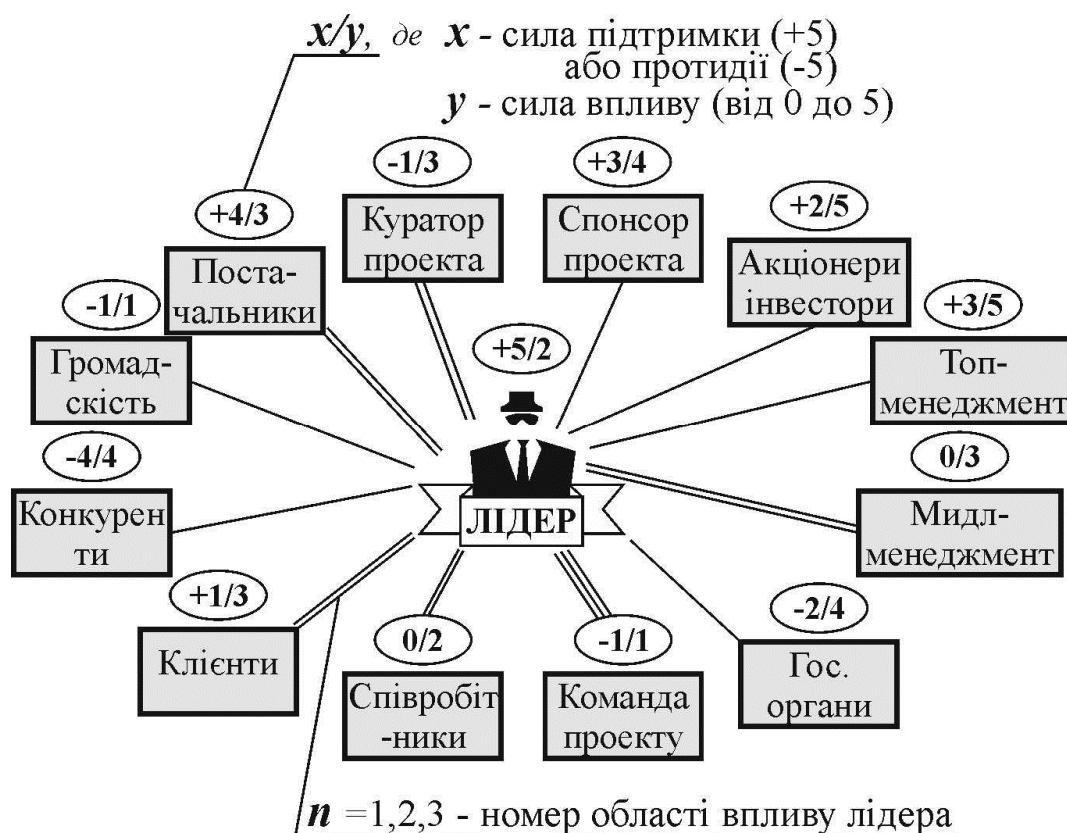 x/y, де x - сила підтримки (+5)
або протидії (-5)
y - сила впливу (від 0 до 5)
-1/3
+3/4
+4/3
Куратор
проекта
Спонсор
проекта
+2/5
Поста-
чальники
Акціонери
інвестори
-1/1
+3/5
+5/2
Громад-
скість
Топ-
менеджмент
-4/4
0/3
Конкурен
ти
ЛІДЕР
Мидл-
менеджмент
+1/3
0/2
-1/1
-2/4
Клієнти
Співробіт
-ники
Команда
проекту
Гос.
органи
n =1,2,3 - номер області впливу лідера